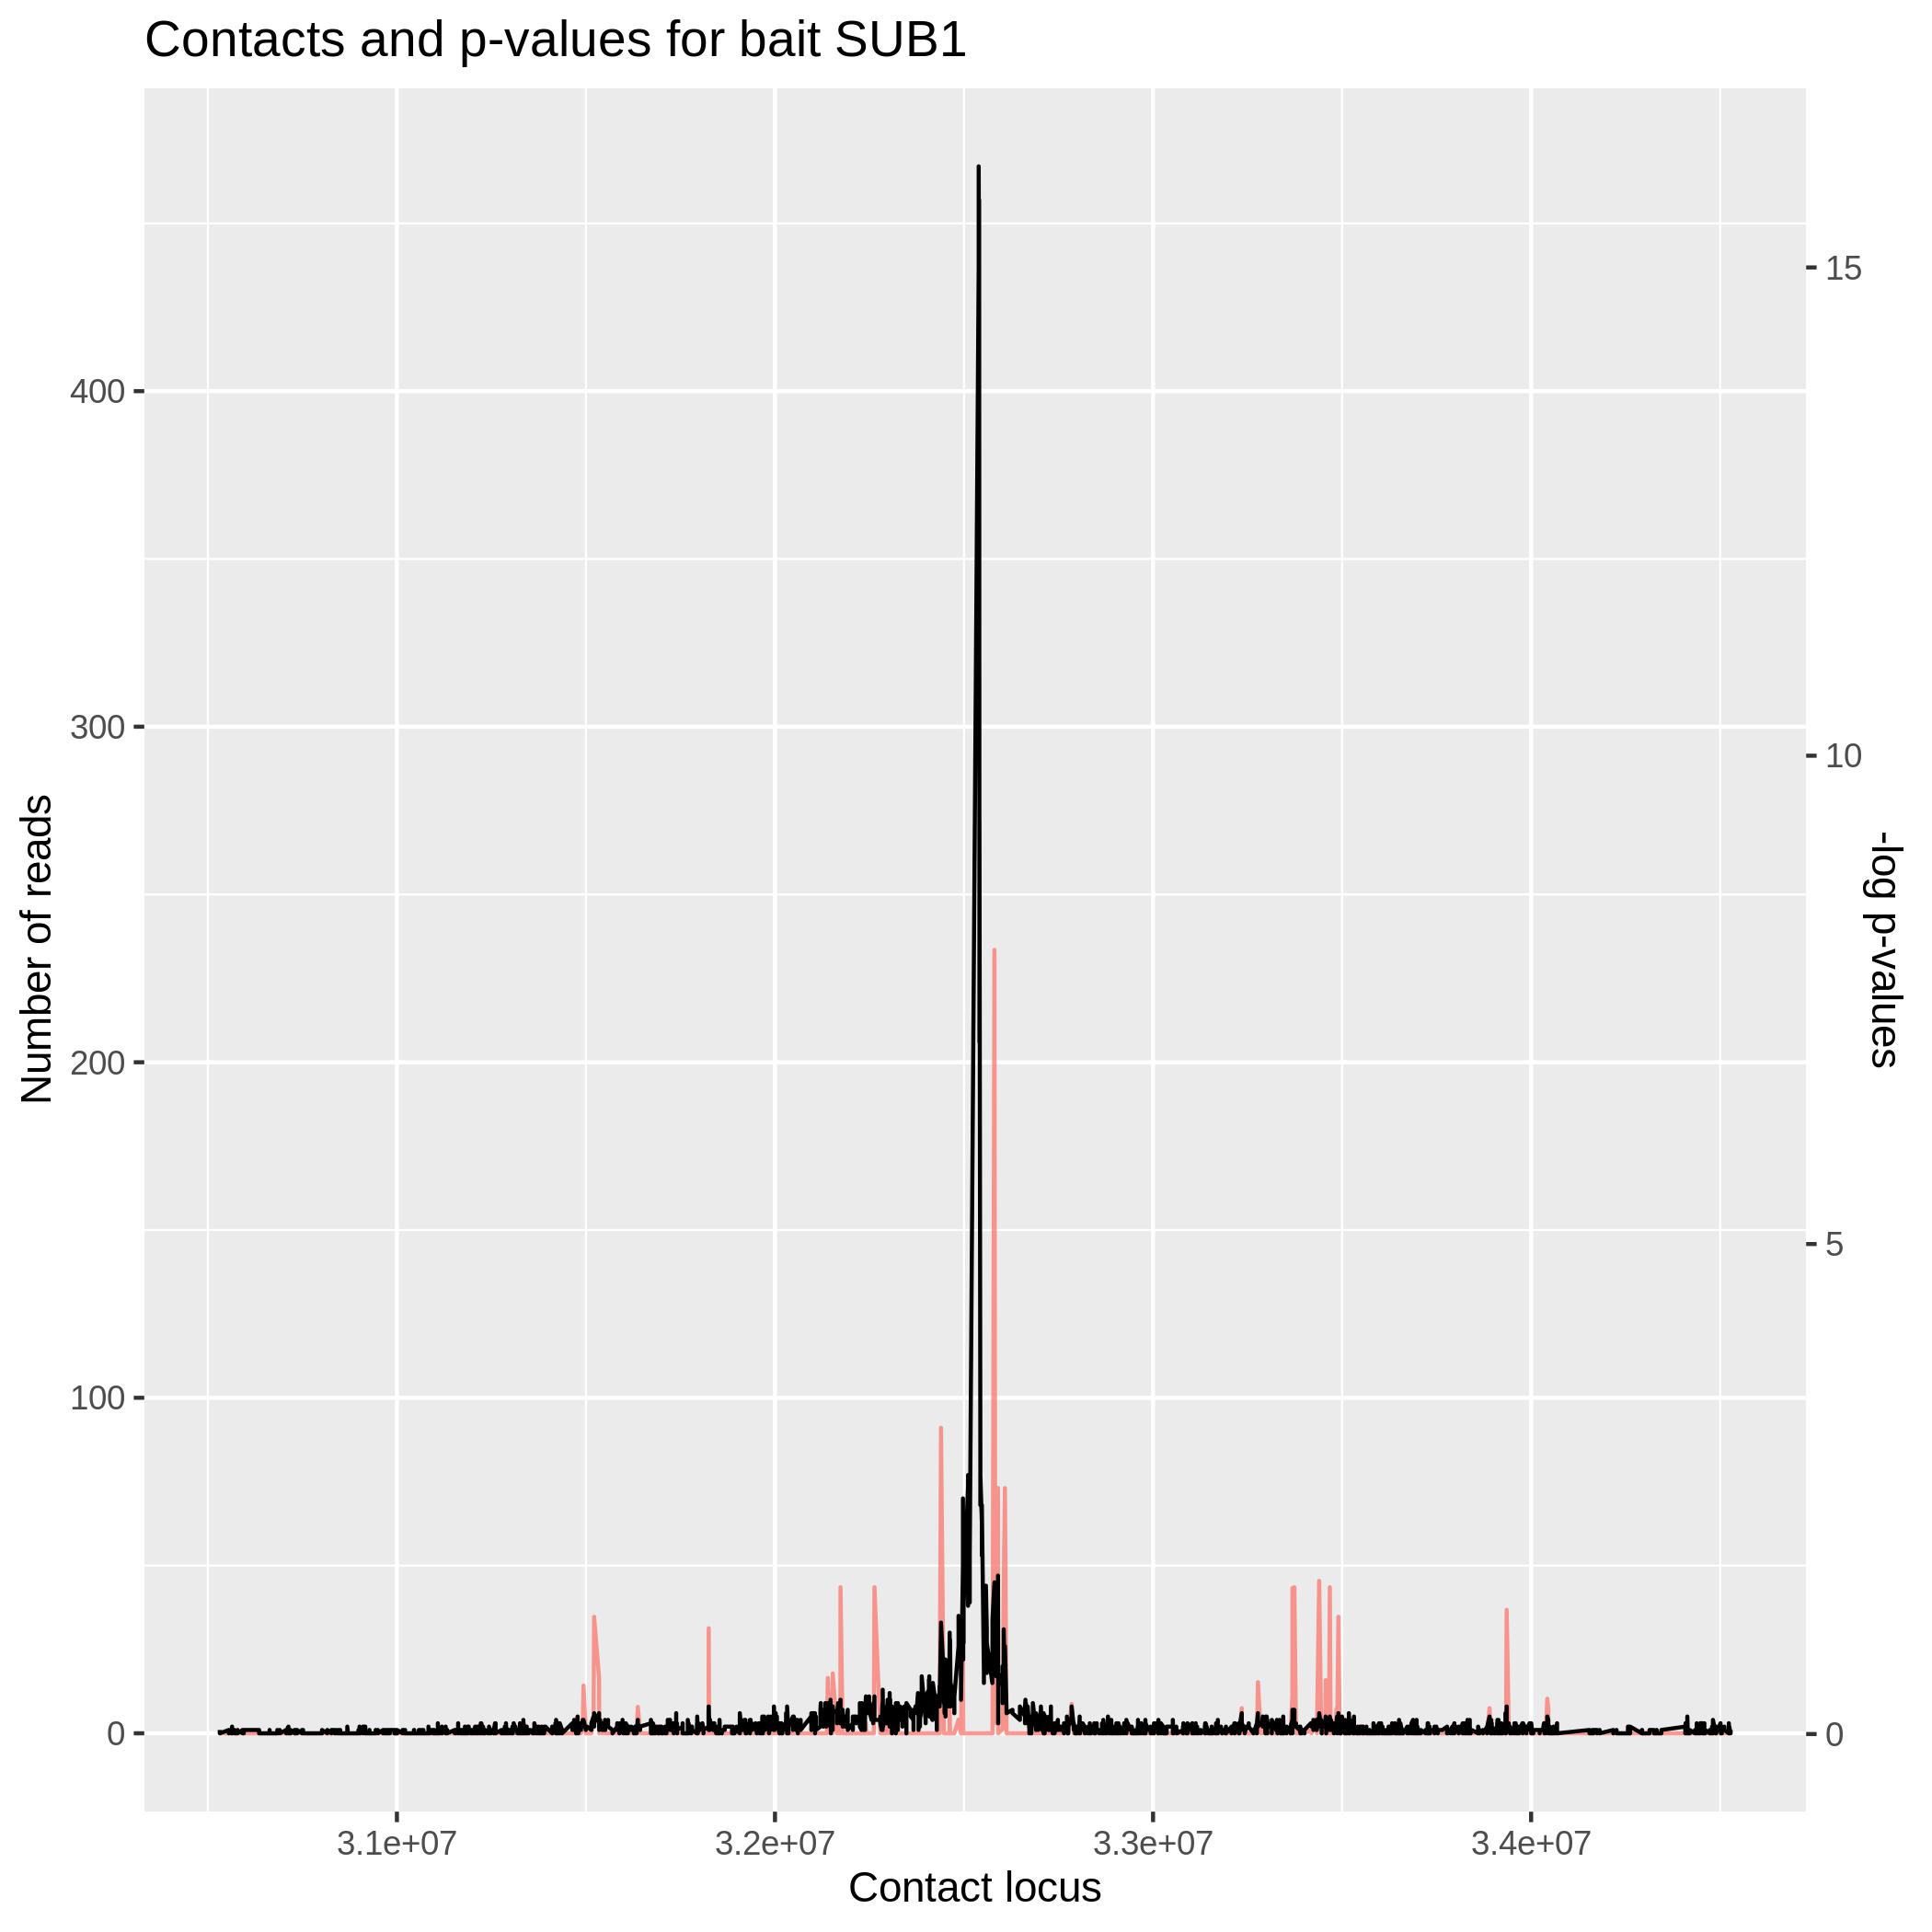 Contacts and p-values for bait SUB1
Number of reads
400
300
200
100
0
15
10
5
0
-log p-values
3.1e+07
3.2e+07
3.3e+07
3.4e+07
Contact locus